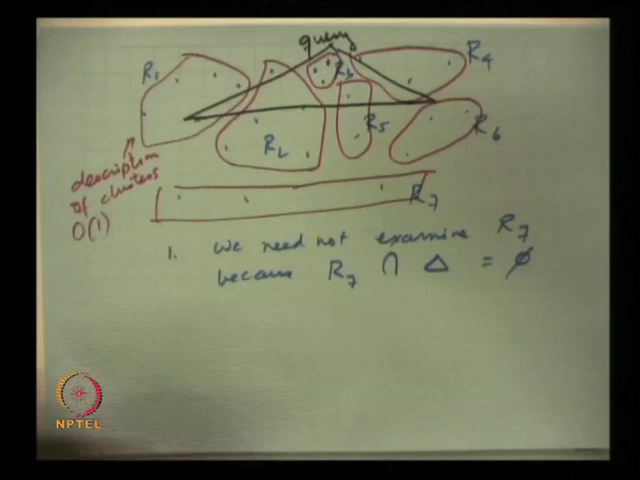 query
R1
R3
R4
R2
R5
R6
description
of clusters
O(1)
R7
1. we need not examine R7
because R7 ∩ Δ = ∅
NPTEL